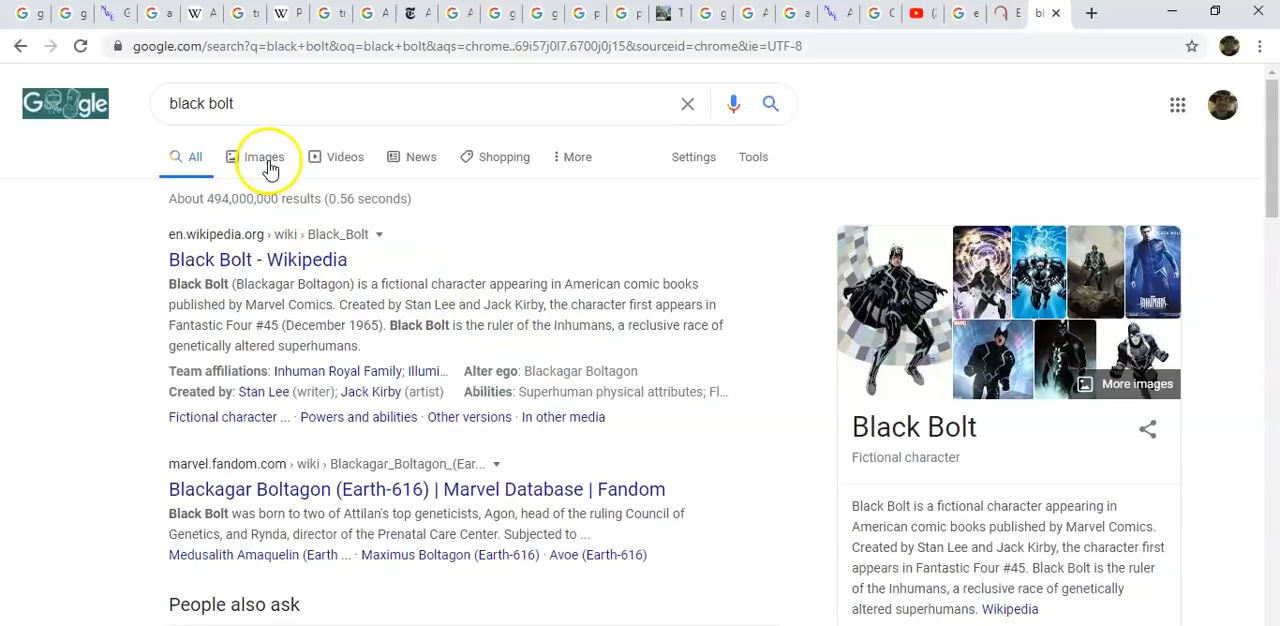 google.com/search?q=black+bolt&oq=black+bolt&aqs=chrome..69i57j0l7.6700j0j15&sourceid=chrome&ie=UTF-8
Google
black bolt
All
Images
Videos
News
Shopping
More
Settings
Tools
About 494,000,000 results (0.56 seconds)
en.wikipedia.org › wiki › Black_Bolt
Black Bolt - Wikipedia
Black Bolt (Blackagar Boltagon) is a fictional character appearing in American comic books
published by Marvel Comics. Created by Stan Lee and Jack Kirby, the character first appears in
Fantastic Four #45 (December 1965). Black Bolt is the ruler of the Inhumans, a reclusive race of
genetically altered superhumans.
Team affiliations: Inhuman Royal Family; Illumi... Alter ego: Blackagar Boltagon
Created by: Stan Lee (writer); Jack Kirby (artist) Abilities: Superhuman physical attributes; Fl...
Fictional character ... · Powers and abilities · Other versions · In other media
marvel.fandom.com › wiki › Blackagar_Boltagon_(Ear...
Blackagar Boltagon (Earth-616) | Marvel Database | Fandom
Black Bolt was born to two of Attilan's top geneticists, Agon, head of the ruling Council of
Genetics, and Rynda, director of the Prenatal Care Center. Subjected to ...
Medusalith Amaquelin (Earth ... · Maximus Boltagon (Earth-616) · Avoe (Earth-616)
People also ask
More images
Black Bolt
Fictional character
Black Bolt is a fictional character appearing in
American comic books published by Marvel Comics.
Created by Stan Lee and Jack Kirby, the character first
appears in Fantastic Four #45. Black Bolt is the ruler
of the Inhumans, a reclusive race of genetically
altered superhumans. Wikipedia